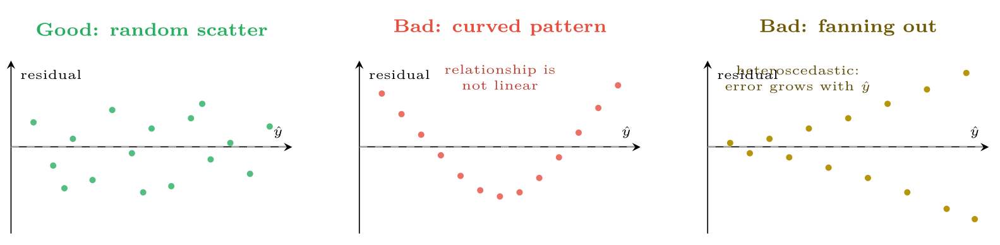 Good: random scatter
residual
ŷ
Bad: curved pattern
residual
relationship is
not linear
ŷ
Bad: fanning out
residual
heteroscedastic:
error grows with ŷ
ŷ